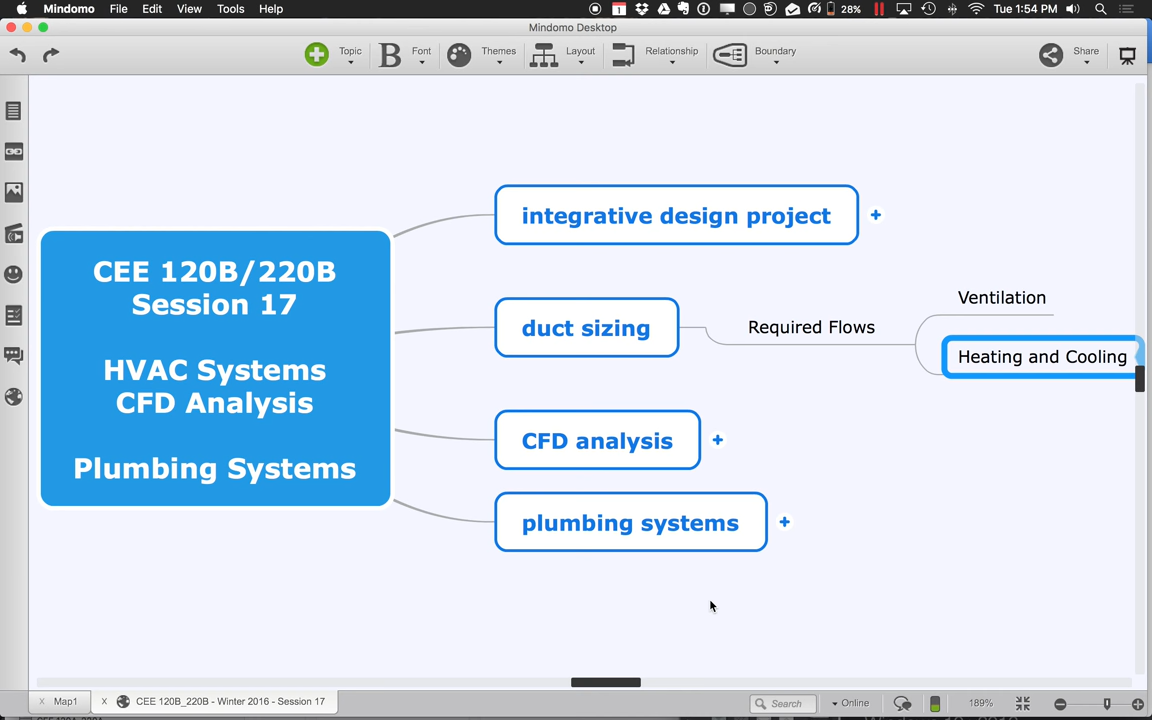 Mindomo File Edit View Tools Help
1
28%
Tue 1:54 PM
Mindomo Desktop
Topic
Font
Themes
Layout
Relationship
Boundary
Share
integrative design project
CEE 120B/220B
Session 17
HVAC Systems
CFD Analysis
Plumbing Systems
duct sizing
Required Flows
Ventilation
Heating and Cooling
CFD analysis
plumbing systems
x Map1
x CEE 120B_220B - Winter 2016 - Session 17
Search
Online
189%